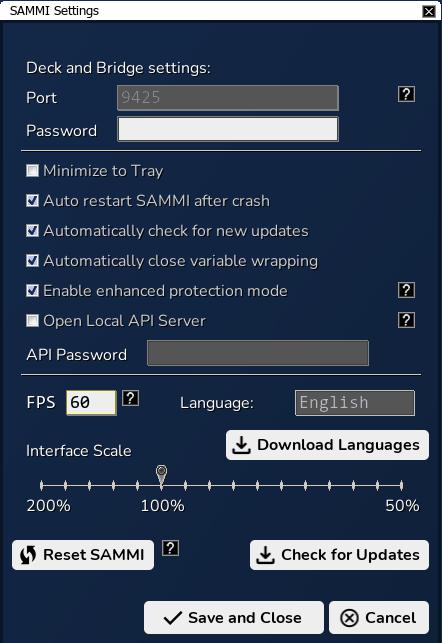 SAMMI Settings
Deck and Bridge settings:
Port 9425 ?
Password
Minimize to Tray
Auto restart SAMMI after crash
Automatically check for new updates
Automatically close variable wrapping
Enable enhanced protection mode ?
Open Local API Server ?
API Password
FPS 60 ? Language: English
Interface Scale Download Languages
200% 100% 50%
Reset SAMMI ? Check for Updates
Save and Close Cancel